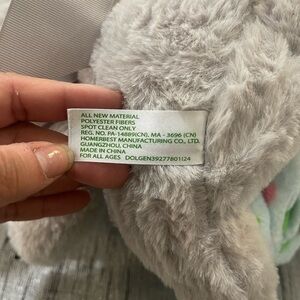 ALL NEW MATERIAL
POLYESTER FIBERS
SPOT CLEAN ONLY
REG. NO. PA-14889(CN), MA - 3696 (CN)
HOMERBEST MANUFACTURING CO., LTD.
GUANGZHOU, CHINA
MADE IN CHINA
FOR ALL AGES DOLGEN39277801I24